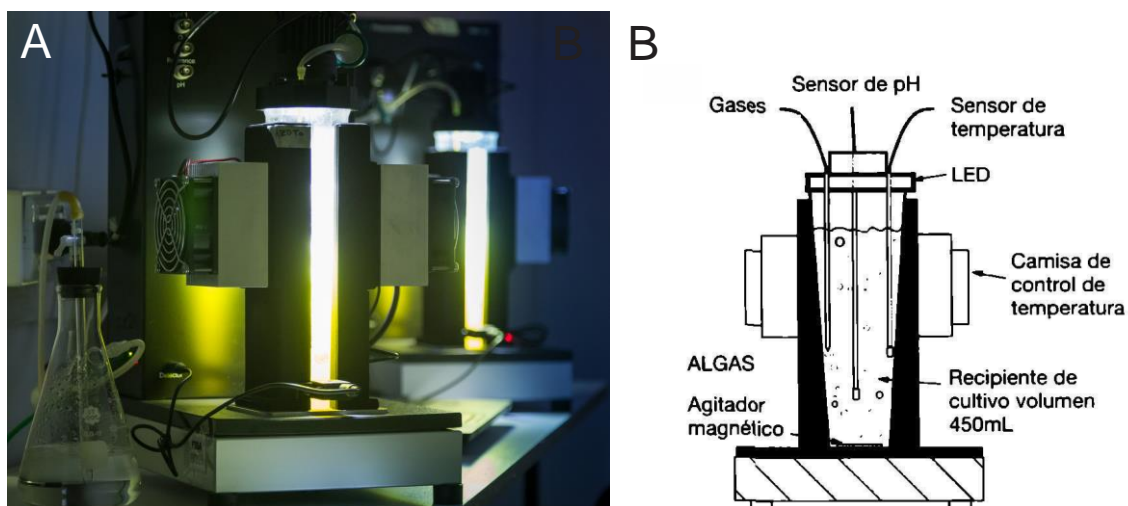 A
B
B
Gases
Sensor de pH
Sensor de
temperatura
LED
Camisa de
control de
temperatura
ALGAS
Recipiente de
cultivo volumen
450mL
Agitador
magnético
pH